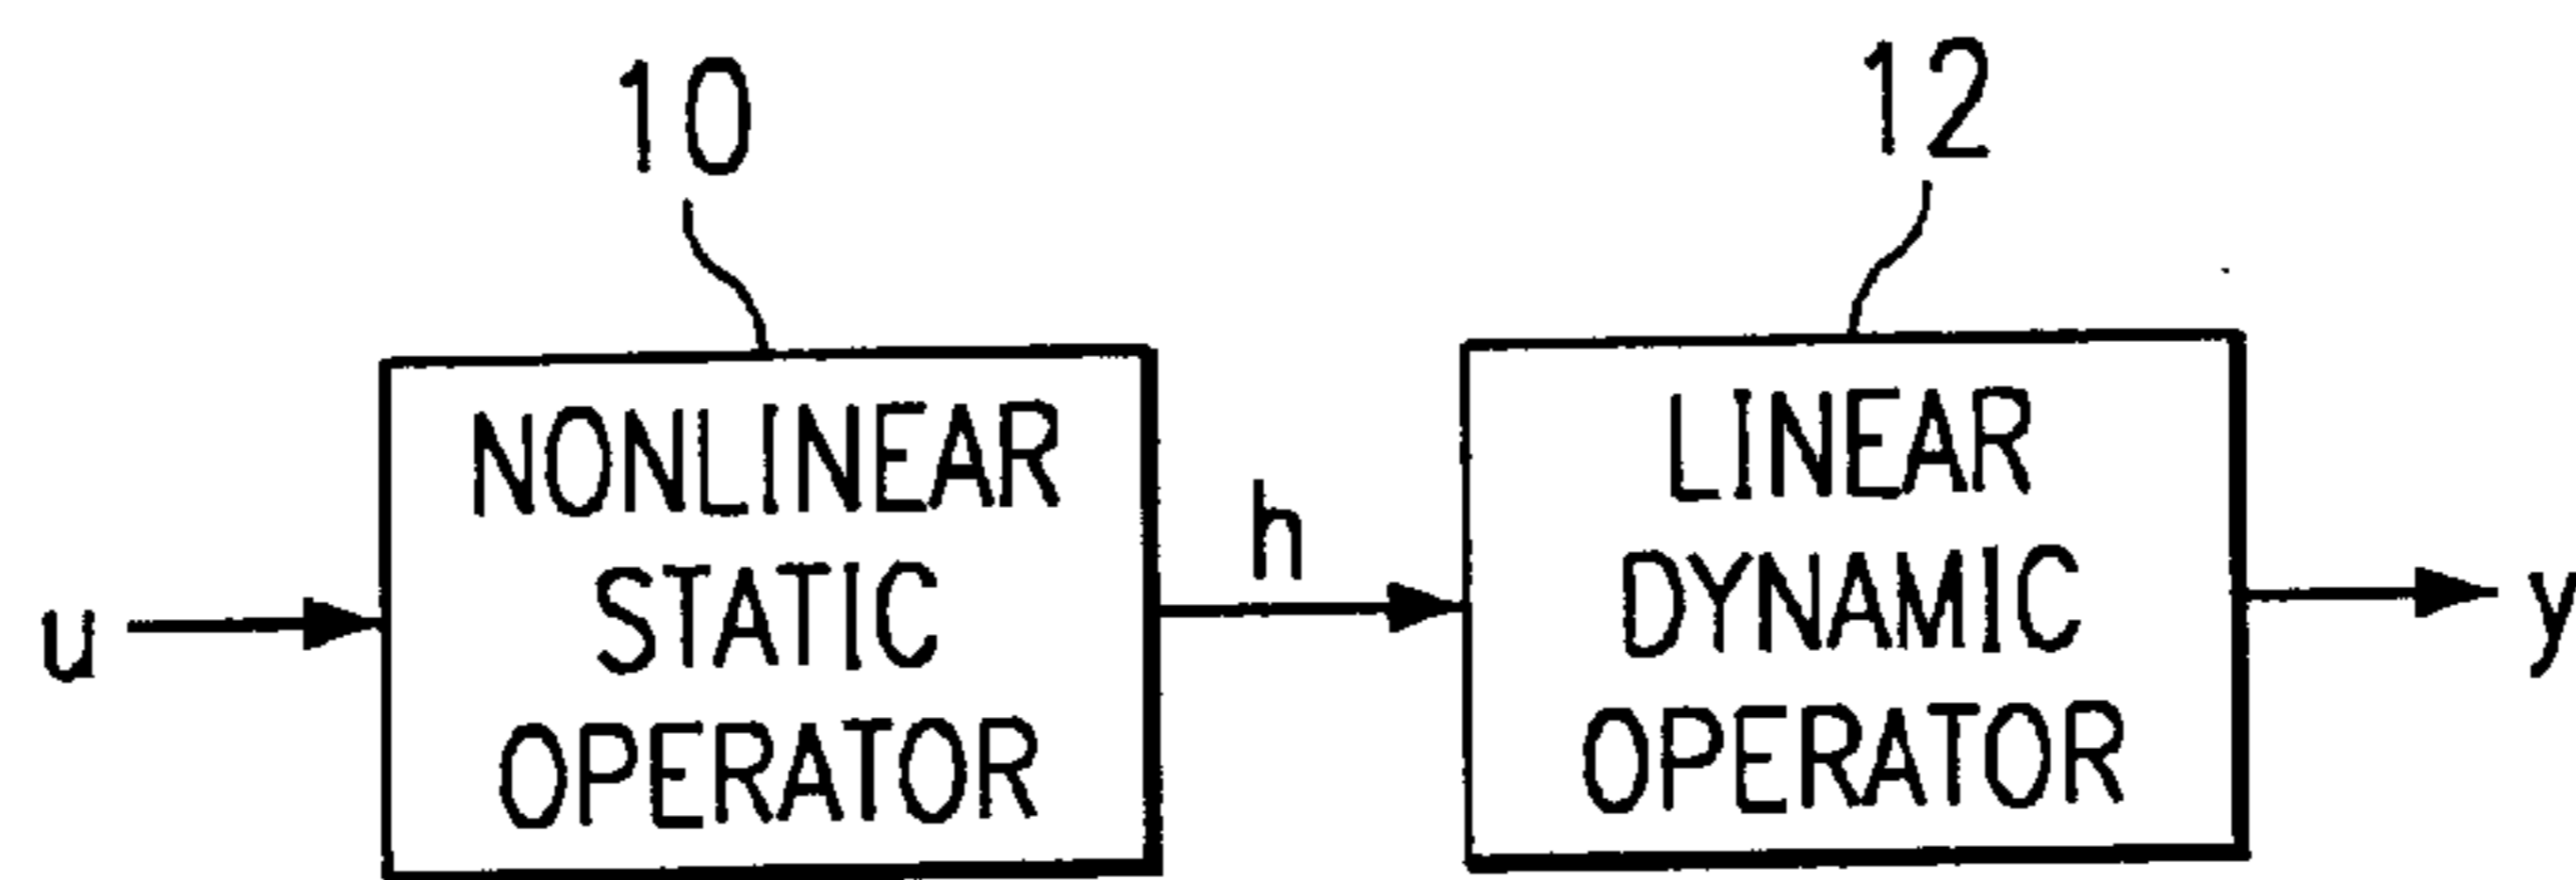 10
12
NONLINEAR
STATIC
OPERATOR
LINEAR
DYNAMIC
OPERATOR
u
h
y